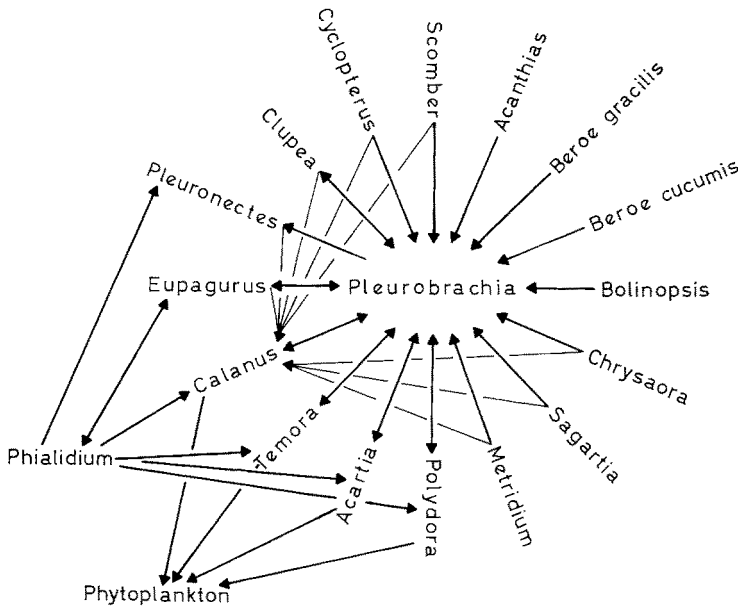 Cyclopterus
Scomber
Acanthias
Beroe gracilis
Clupea
Pleuronectes
Beroe cucumis
Eupagurus
Pleurobrachia
Bolinopsis
Calanus
Chrysaora
Temora
Sagartia
Phialidium
Acartia
Polydora
Metridium
Phytoplankton